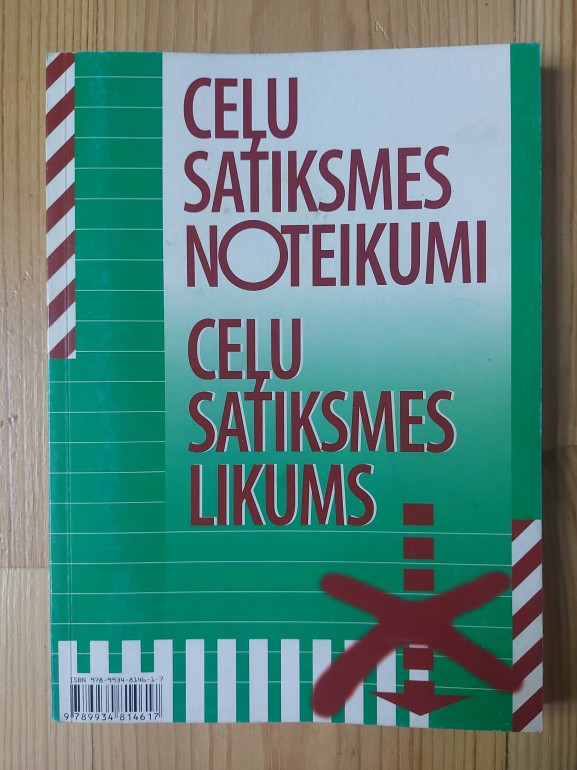 CEĻU
SATIKSMES
NOTEIKUMI
CEĻU
SATIKSMES
LIKUMS
ISBN 978-9934-8146-1-7
9 789934 814617